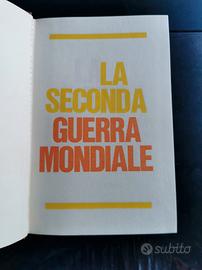 LA
SECONDA
GUERRA
MONDIALE
subito